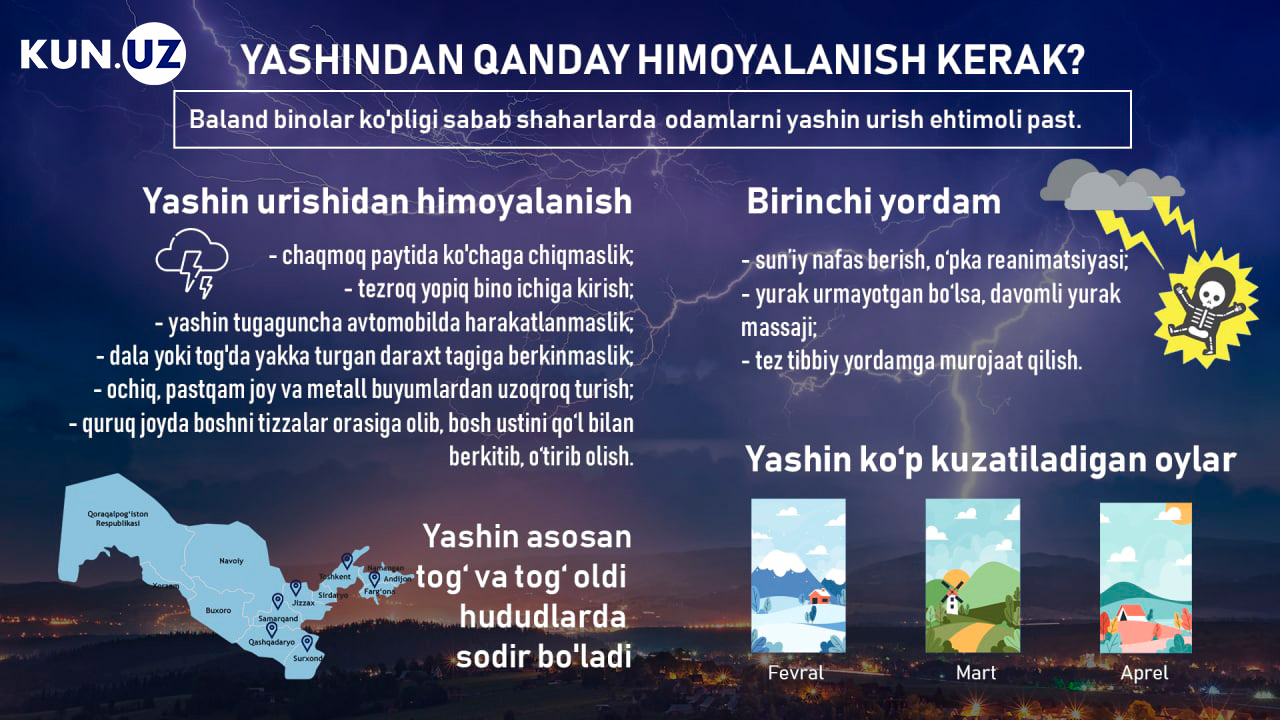 KUN.UZ
YASHINDAN QANDAY HIMOYALANISH KERAK?
Baland binolar ko'pligi sabab shaharlarda odamlarni yashin urish ehtimoli past.
Yashin urishidan himoyalanish
- chaqmoq paytida ko'chaga chiqmaslik;
- tezroq yopiq bino ichiga kirish;
- yashin tugaguncha avtomobilda harakatlanmaslik;
- dala yoki tog'da yakka turgan daraxt tagiga berkinmaslik;
- ochiq, pastqam joy va metall buyumlardan uzoqroq turish;
- quruq joyda boshni tizzalar orasiga olib, bosh ustini qo‘l bilan
berkitib, o‘tirib olish.
Birinchi yordam
- sun’iy nafas berish, o‘pka reanimatsiyasi;
- yurak urmayotgan bo‘lsa, davomli yurak
massaji;
- tez tibbiy yordamga murojaat qilish.
Qoraqalpog‘iston
Respublikasi
Xorazm
Navoiy
Buxoro
Samarqand
Qashqadaryo
Surxond
Jizzax
Sirdaryo
Toshkent
Namangan
Andijon
Farg‘ona
Yashin asosan
tog‘ va tog‘ oldi
hududlarda
sodir bo'ladi
Yashin ko‘p kuzatiladigan oylar
Fevral
Mart
Aprel